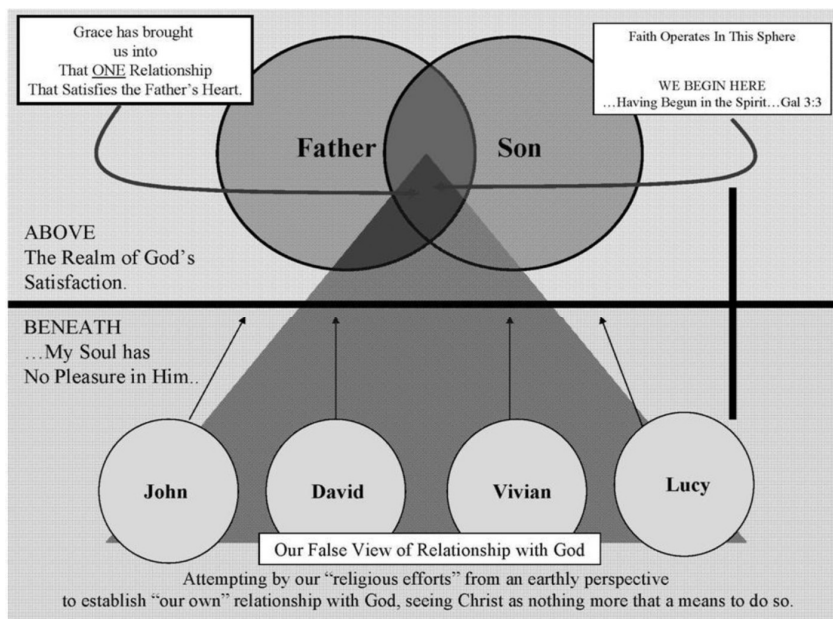 Grace has brought
us into
That ONE Relationship
That Satisfies the Father's Heart.
Faith Operates In This Sphere
WE BEGIN HERE
…Having Begun in the Spirit…Gal 3:3
Father
Son
ABOVE
The Realm of God's
Satisfaction.
BENEATH
…My Soul has
No Pleasure in Him..
John
David
Vivian
Lucy
Our False View of Relationship with God
Attempting by our "religious efforts" from an earthly perspective
to establish "our own" relationship with God, seeing Christ as nothing more that a means to do so.